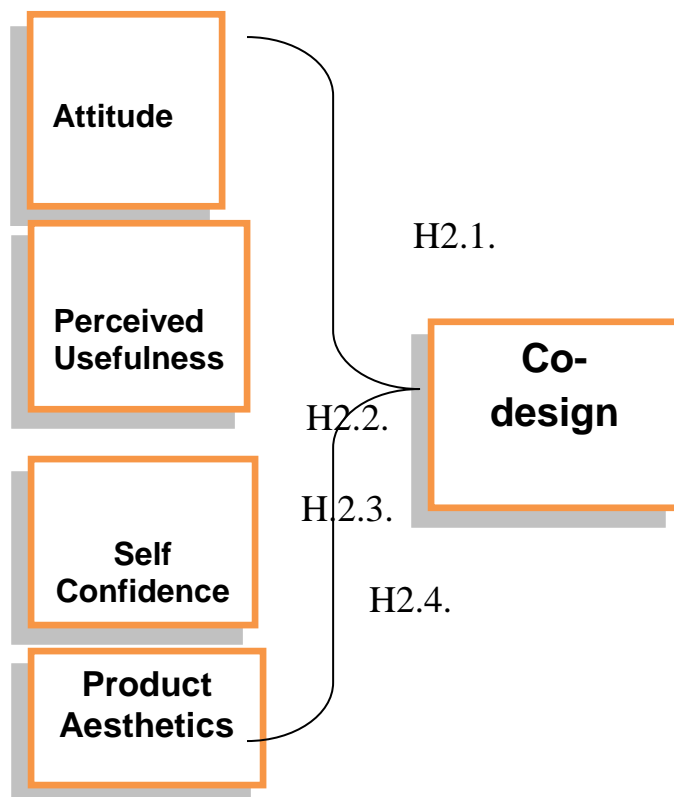 Attitude
H2.1.
Perceived
Usefulness
Co-
design
H2.2.
H.2.3.
Self
Confidence
H2.4.
Product
Aesthetics